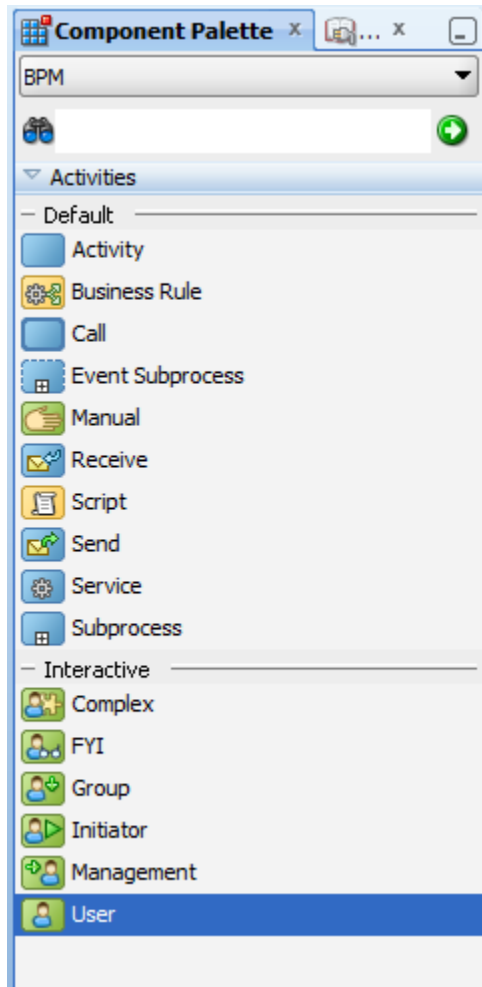 Component Palette x ... x
BPM
Activities
Default
Activity
Business Rule
Call
Event Subprocess
Manual
Receive
Script
Send
Service
Subprocess
Interactive
Complex
FYI
Group
Initiator
Management
User